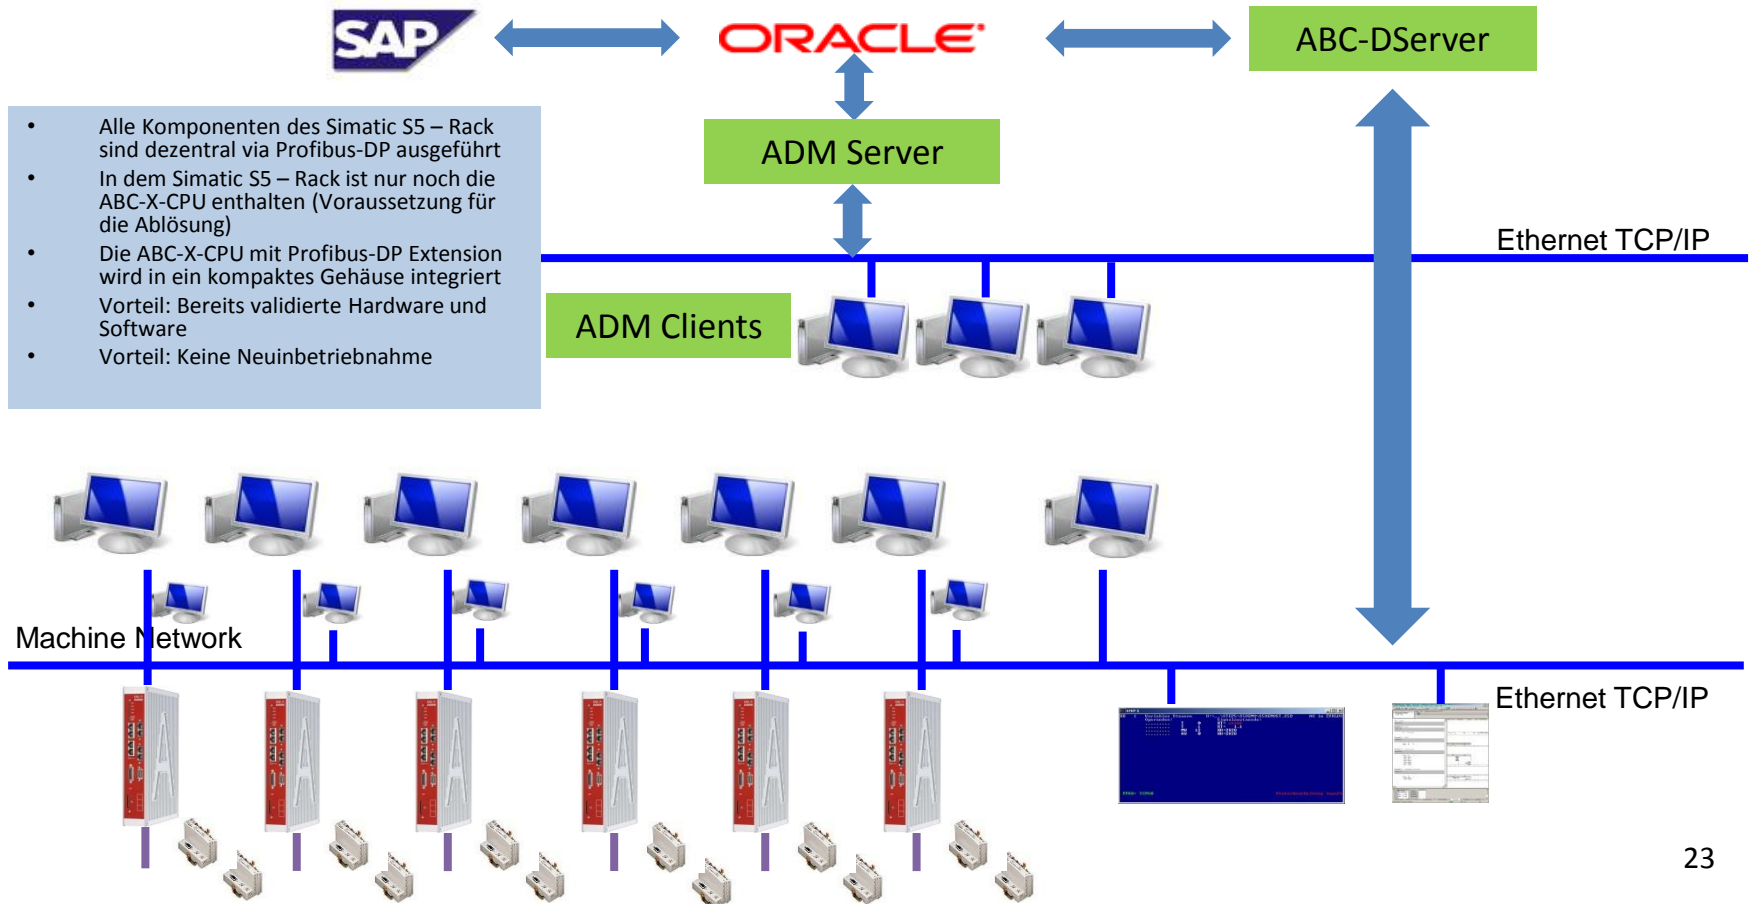 SAP
ORACLE
ABC-DServer
ADM Server
• Alle Komponenten des Simatic S5 – Rack
sind dezentral via Profibus-DP ausgeführt
• In dem Simatic S5 – Rack ist nur noch die
ABC-X-CPU enthalten (Voraussetzung für
die Ablösung)
• Die ABC-X-CPU mit Profibus-DP Extension
wird in ein kompaktes Gehäuse integriert
• Vorteil: Bereits validierte Hardware und
Software
• Vorteil: Keine Neuinbetriebnahme
Ethernet TCP/IP
ADM Clients
Machine Network
Ethernet TCP/IP
23